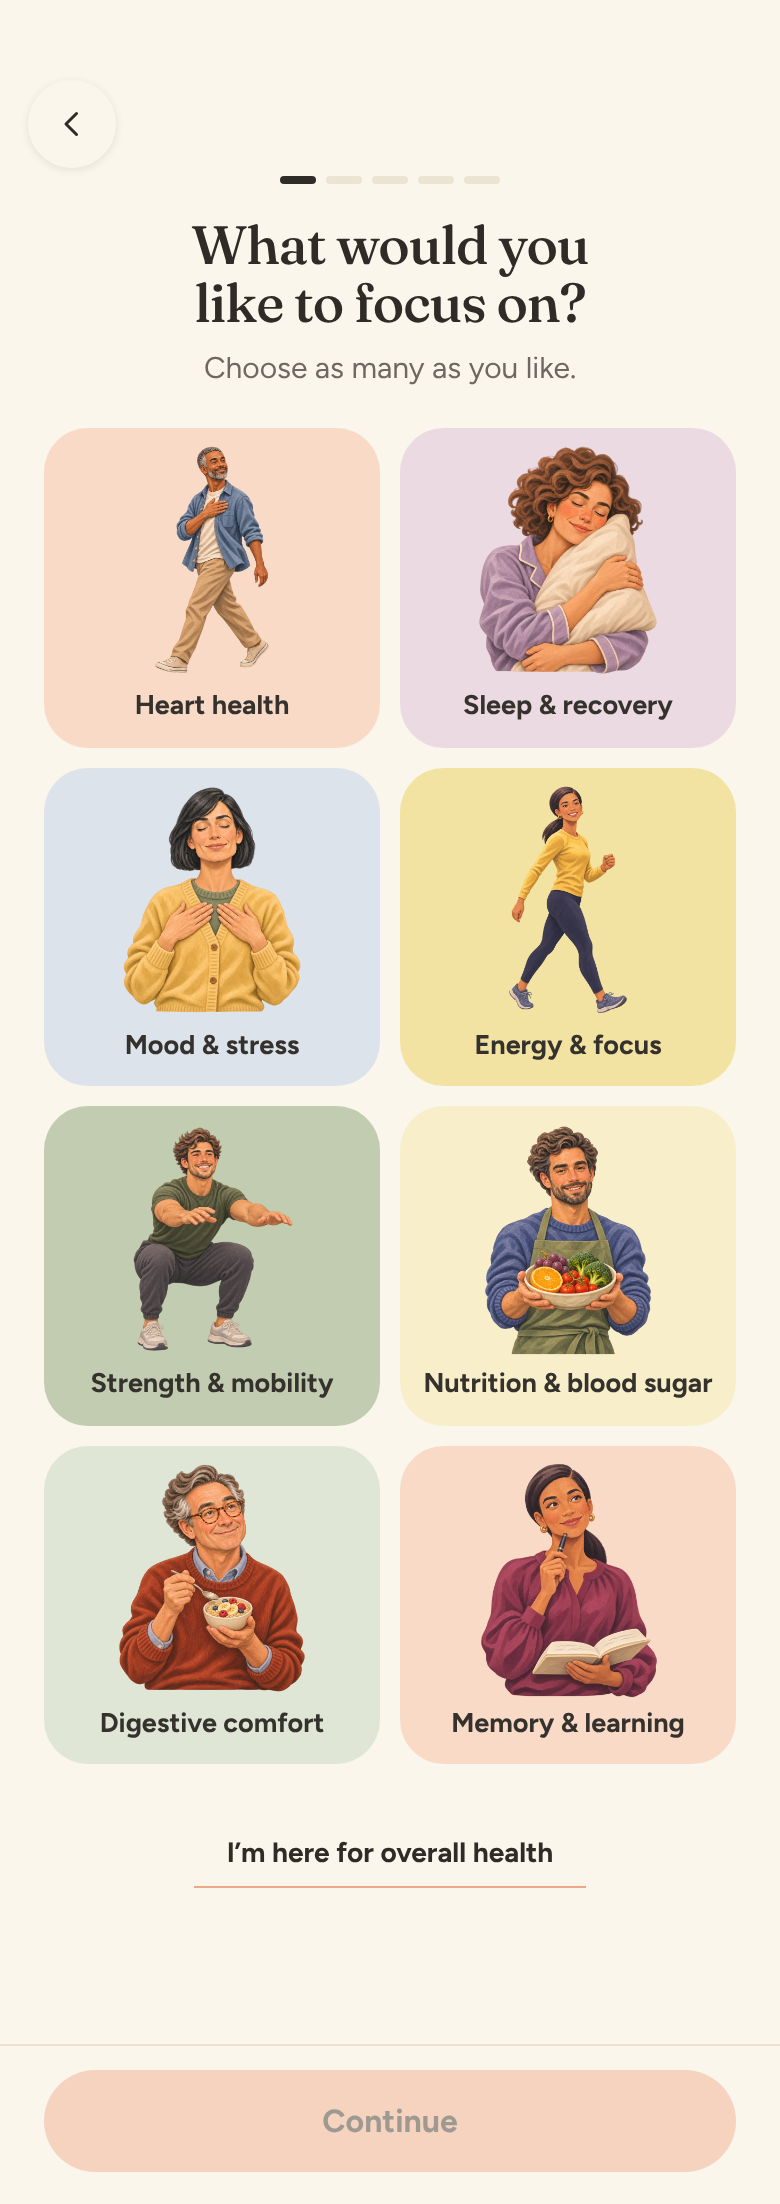 What would you
like to focus on?
Choose as many as you like.
Heart health
Sleep & recovery
Mood & stress
Energy & focus
Strength & mobility
Nutrition & blood sugar
Digestive comfort
Memory & learning
I’m here for overall health
Continue